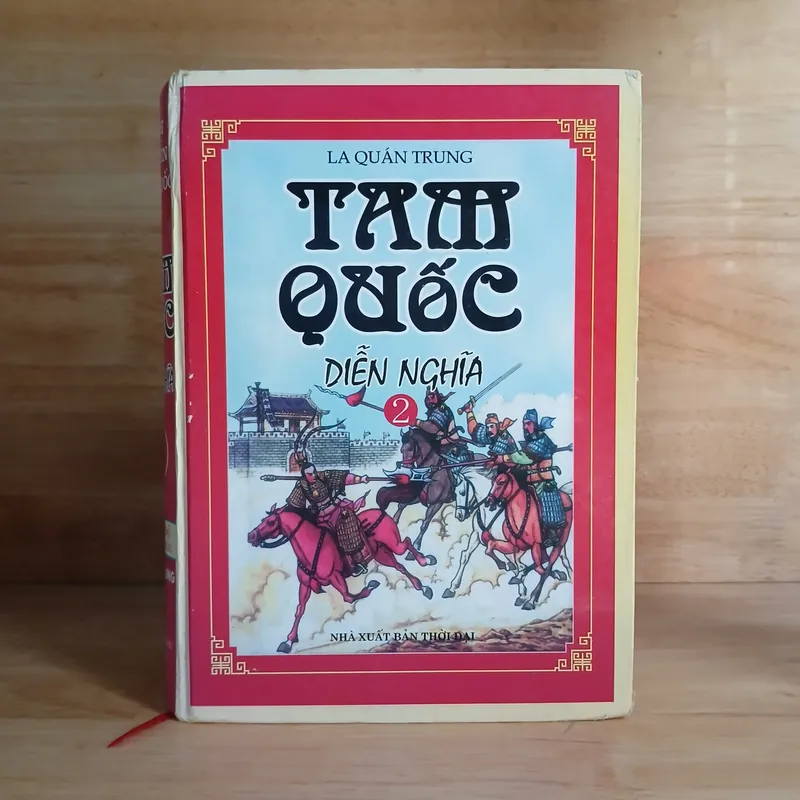 LA QUÁN TRUNG
TAM
QUỐC
DIỄN NGHĨA
2
NHÀ XUẤT BẢN THỜI ĐẠI